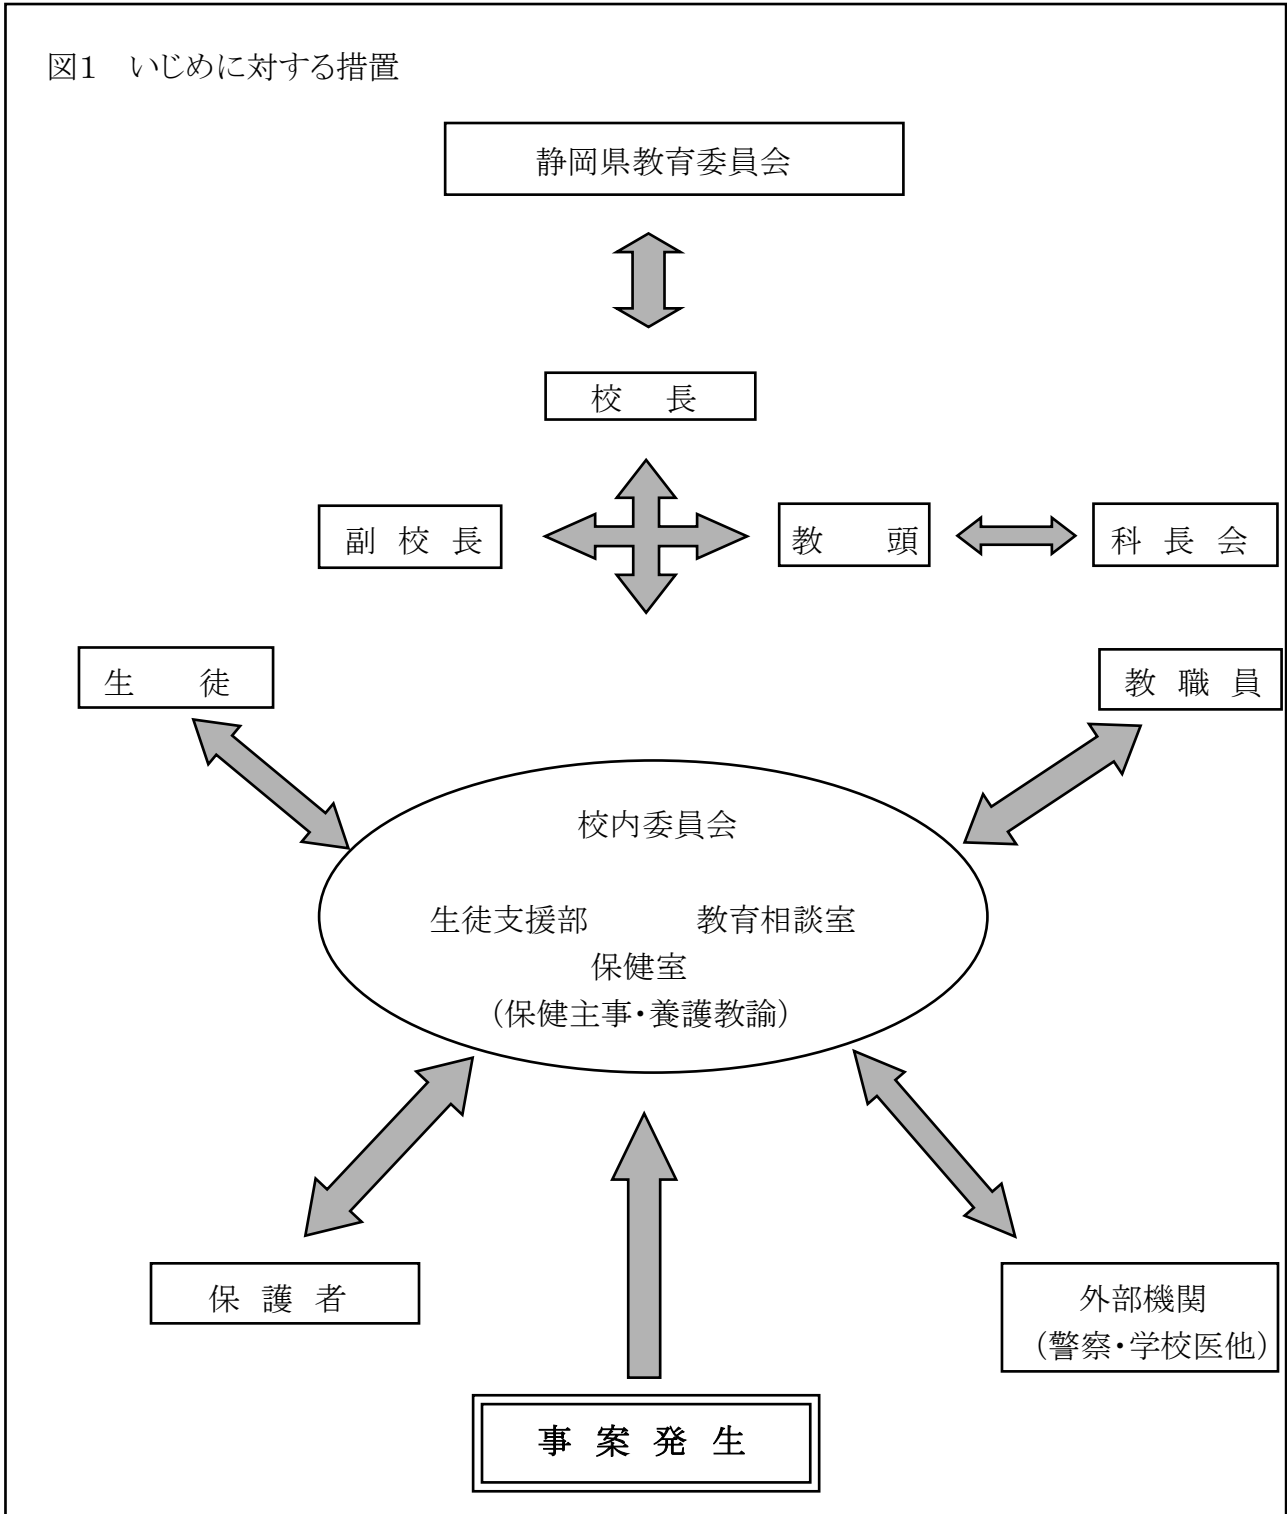 図1　いじめに対する措置
静岡県教育委員会
校　長
副 校 長
教　頭
科 長 会
生　徒
教 職 員
校内委員会
生徒支援部　　教育相談室
保健室
（保健主事・養護教諭）
保 護 者
外部機関
（警察・学校医他）
事 案 発 生